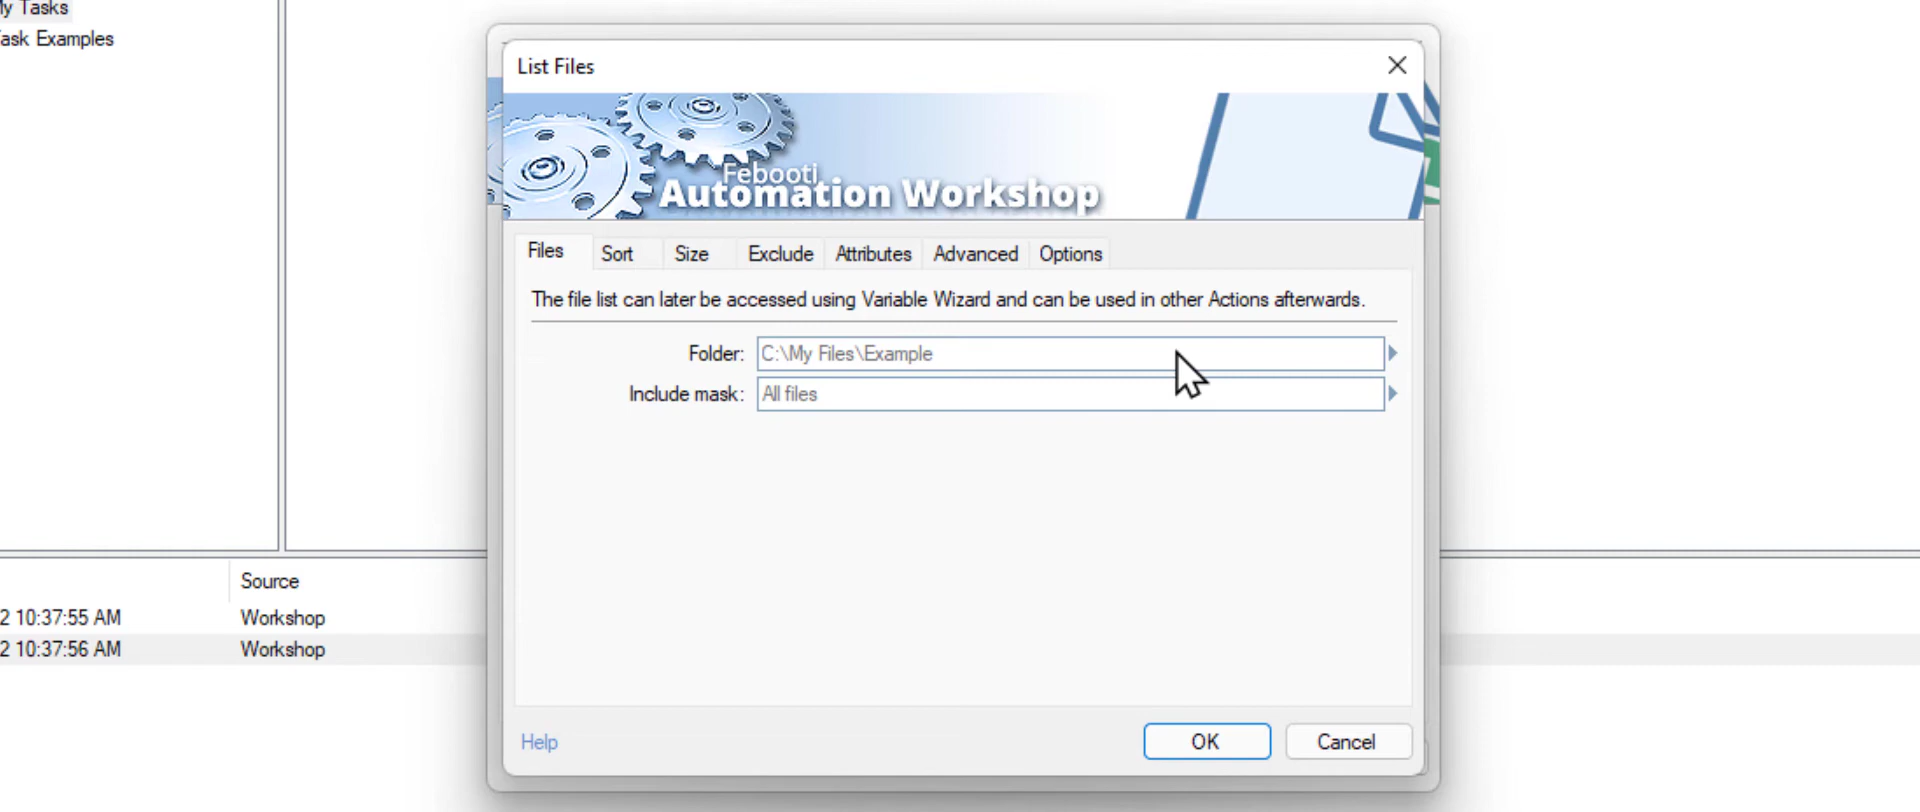 My Tasks
Task Examples
List Files
Febooti
Automation Workshop
Files Sort Size Exclude Attributes Advanced Options
The file list can later be accessed using Variable Wizard and can be used in other Actions afterwards.
Folder: C:\My Files\Example
Include mask: All files
Source
2 10:37:55 AM Workshop
2 10:37:56 AM Workshop
Help OK Cancel